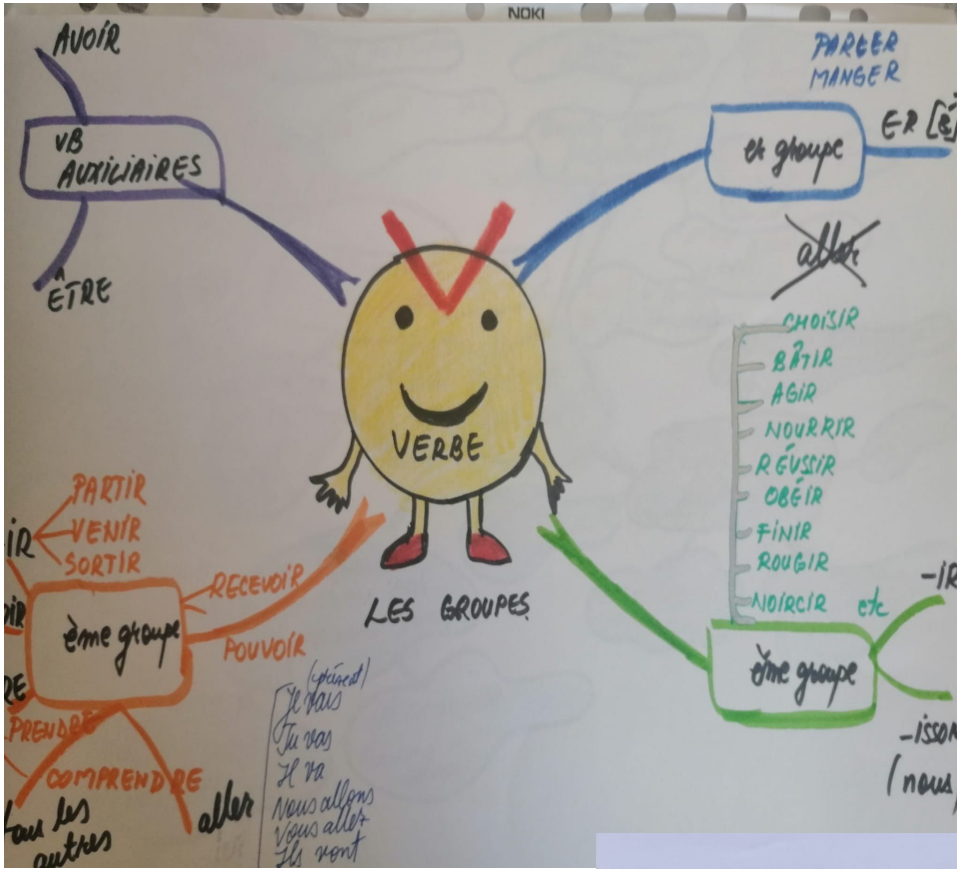 NOKI
AVOIR
VB
AUXILIAIRES
ÊTRE
PARLER
MANGER
er groupe
ER [é]
aller
VERBE
LES GROUPES
CHOISIR
BÂTIR
AGIR
NOURRIR
RÉUSSIR
OBÉIR
FINIR
ROUGIR
NOIRCIR etc
ème groupe
-IR
-ISSON
(nous
PARTIR
IR
VENIR
SORTIR
RECEVOIR
OIR
ème groupe
POUVOIR
RE
PRENDRE
COMPRENDRE
les
autres
aller
(présent)
Je vais
Tu vas
Il va
Nous allons
Vous allez
Ils vont